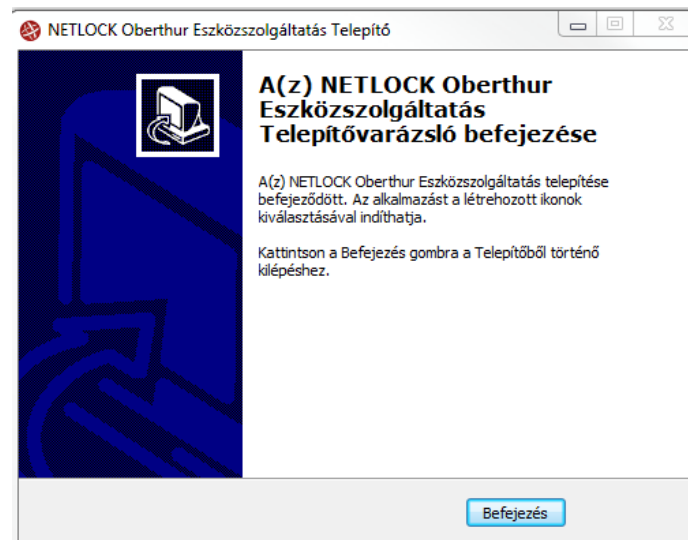 NETLOCK Oberthur Eszközszolgáltatás Telepítő
A(z) NETLOCK Oberthur
Eszközszolgáltatás
Telepítővarázsló befejezése
A(z) NETLOCK Oberthur Eszközszolgáltatás telepítése
befejeződött. Az alkalmazást a létrehozott ikonok
kiválasztásával indíthatja.
Kattintson a Befejezés gombra a Telepítőből történő
kilépéshez.
Befejezés